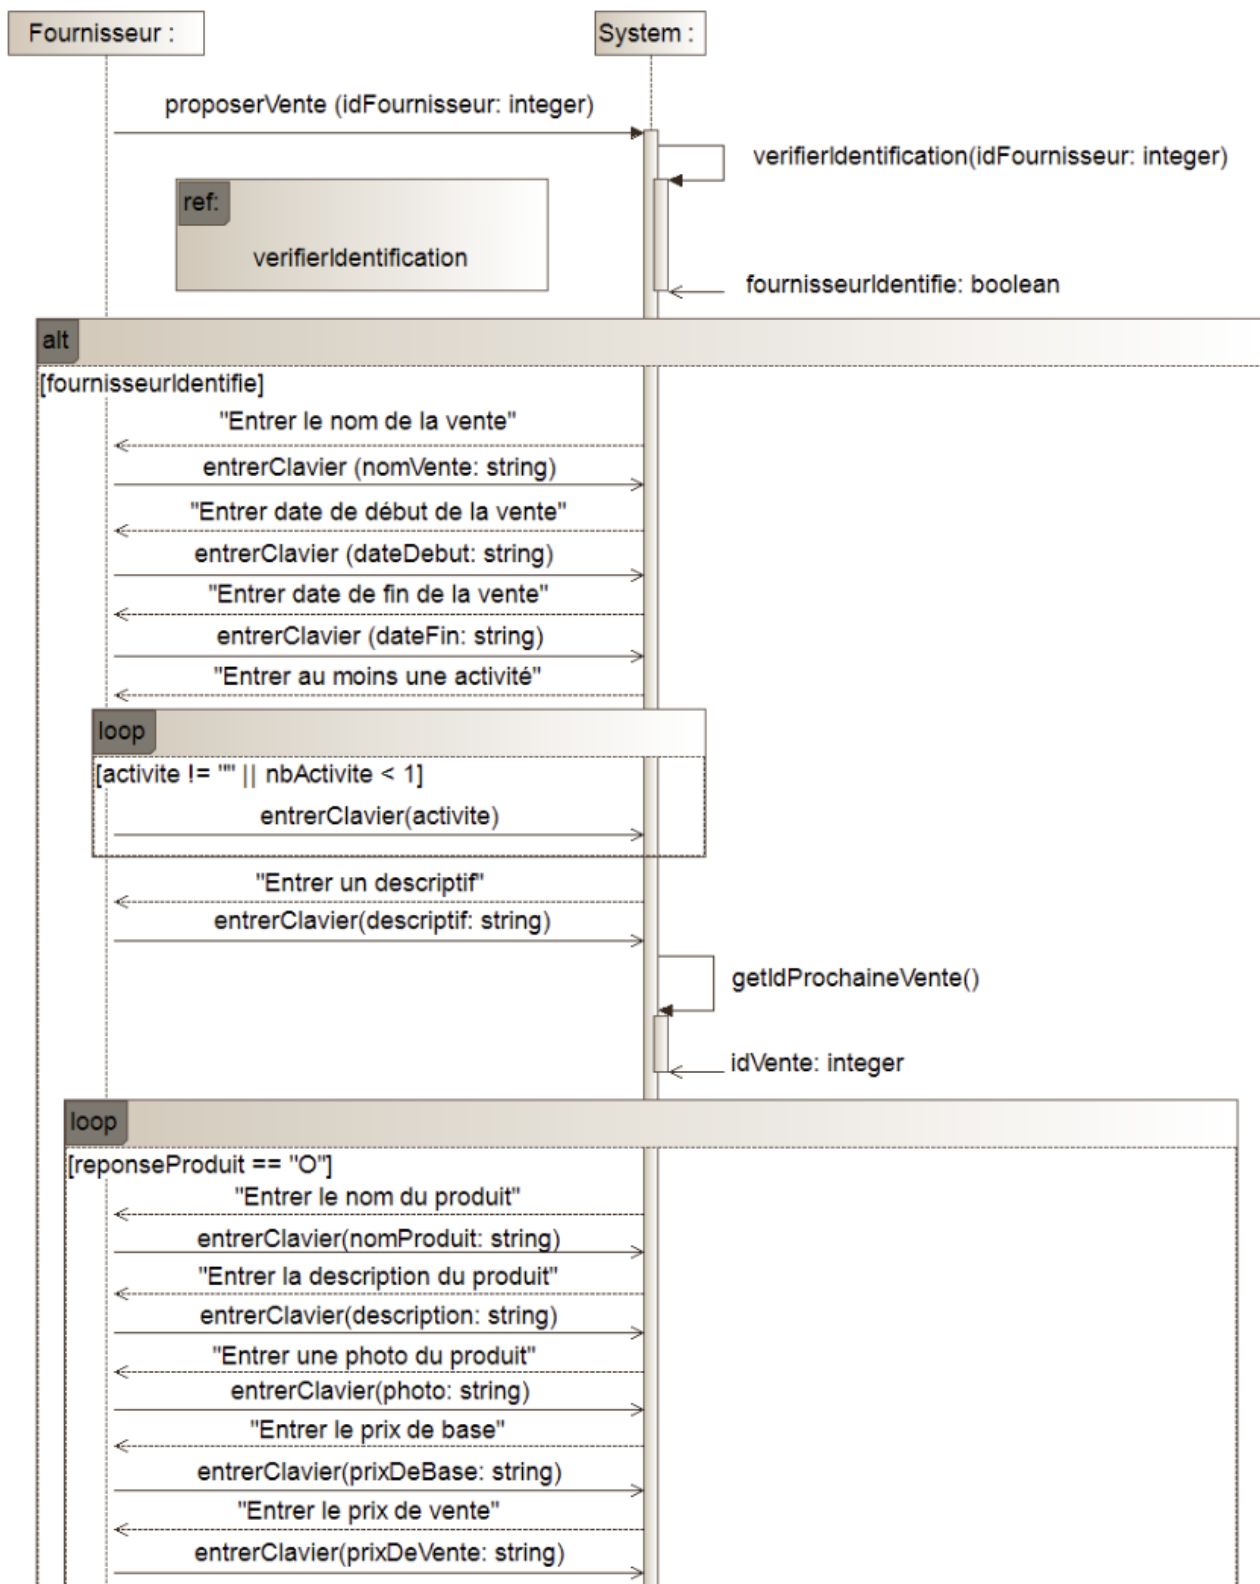 Fournisseur :
System :
proposerVente (idFournisseur: integer)
verifierIdentification(idFournisseur: integer)
ref:
verifierIdentification
fournisseurIdentifie: boolean
alt
[fournisseurIdentifie]
"Entrer le nom de la vente"
entrerClavier (nomVente: string)
"Entrer date de début de la vente"
entrerClavier (dateDebut: string)
"Entrer date de fin de la vente"
entrerClavier (dateFin: string)
"Entrer au moins une activité"
loop
[activite != "" || nbActivite < 1]
entrerClavier(activite)
"Entrer un descriptif"
entrerClavier(descriptif: string)
getIdProchaineVente()
idVente: integer
loop
[reponseProduit == "O"]
"Entrer le nom du produit"
entrerClavier(nomProduit: string)
"Entrer la description du produit"
entrerClavier(description: string)
"Entrer une photo du produit"
entrerClavier(photo: string)
"Entrer le prix de base"
entrerClavier(prixDeBase: string)
"Entrer le prix de vente"
entrerClavier(prixDeVente: string)